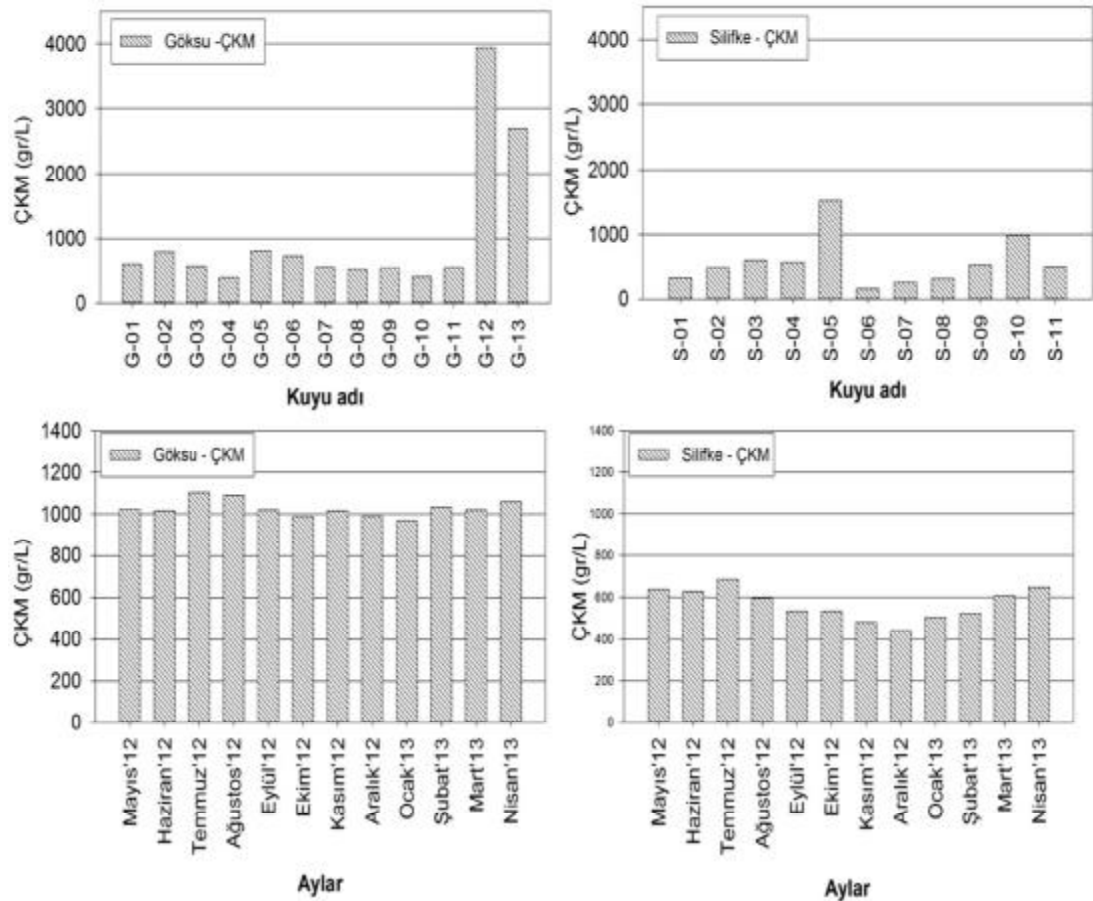 Göksu -ÇKM
ÇKM (gr/L)
4000
3000
2000
1000
0
G-01
G-02
G-03
G-04
G-05
G-06
G-07
G-08
G-09
G-10
G-11
G-12
G-13
Kuyu adı
Silifke - ÇKM
ÇKM (gr/L)
4000
3000
2000
1000
0
S-01
S-02
S-03
S-04
S-05
S-06
S-07
S-08
S-09
S-10
S-11
Kuyu adı
Göksu - ÇKM
ÇKM (gr/L)
1400
1200
1000
800
600
400
200
0
Mayıs'12
Haziran'12
Temmuz'12
Ağustos'12
Eylül'12
Ekim'12
Kasım'12
Aralık'12
Ocak'13
Şubat'13
Mart'13
Nisan'13
Aylar
Silifke - ÇKM
ÇKM (gr/L)
1400
1200
1000
800
600
400
200
0
Mayıs'12
Haziran'12
Temmuz'12
Ağustos'12
Eylül'12
Ekim'12
Kasım'12
Aralık'12
Ocak'13
Şubat'13
Mart'13
Nisan'13
Aylar